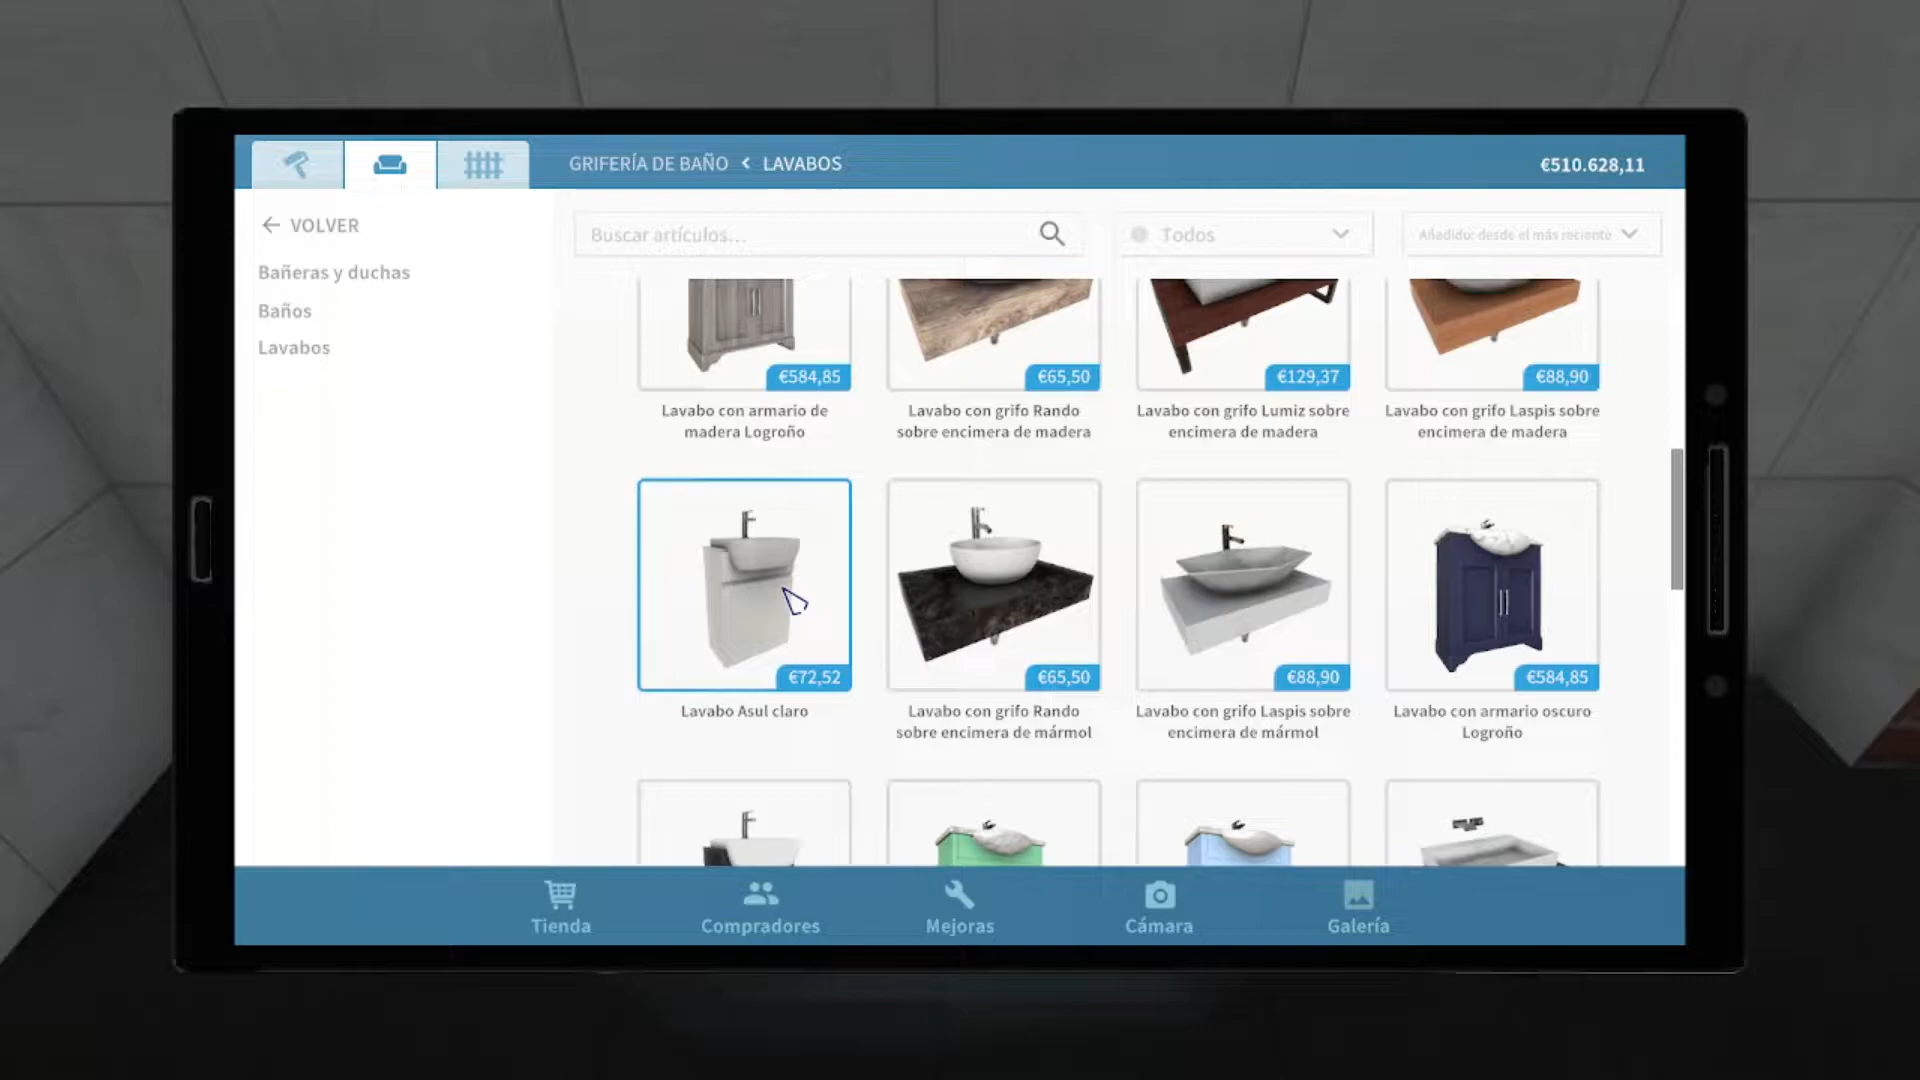 GRIFERÍA DE BAÑO < LAVABOS
€510.628,11
VOLVER
Bañeras y duchas
Baños
Lavabos
Buscar artículos...
Todos
Añadido: desde el más reciente
€584,85
€65,50
€129,37
€88,90
Lavabo con armario de
madera Logroño
Lavabo con grifo Rando
sobre encimera de madera
Lavabo con grifo Lumiz sobre
encimera de madera
Lavabo con grifo Laspis sobre
encimera de madera
€72,52
€65,50
€88,90
€584,85
Lavabo Asul claro
Lavabo con grifo Rando
sobre encimera de mármol
Lavabo con grifo Laspis sobre
encimera de mármol
Lavabo con armario oscuro
Logroño
Tienda
Compradores
Mejoras
Cámara
Galería